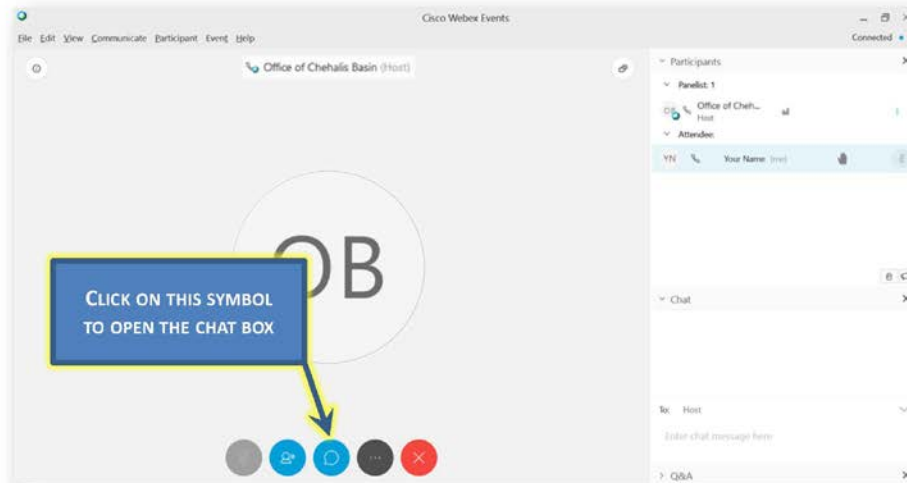 Cisco Webex Events
File Edit View Communicate Participant Event Help
Connected
Office of Chehalis Basin (Host)
Participants
Panelist: 1
OB
Office of Cheh...
Host
Attendee:
YN Your Name (me)
OB
CLICK ON THIS SYMBOL
TO OPEN THE CHAT BOX
Chat
To: Host
Enter chat message here
Q&A